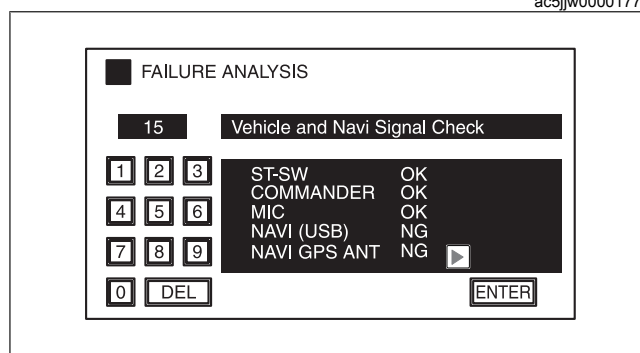 ac5jjw0000177
FAILURE ANALYSIS
15 Vehicle and Navi Signal Check
1 2 3
4 5 6
7 8 9
0 DEL
ST-SW OK
COMMANDER OK
MIC OK
NAVI (USB) NG
NAVI GPS ANT NG
ENTER